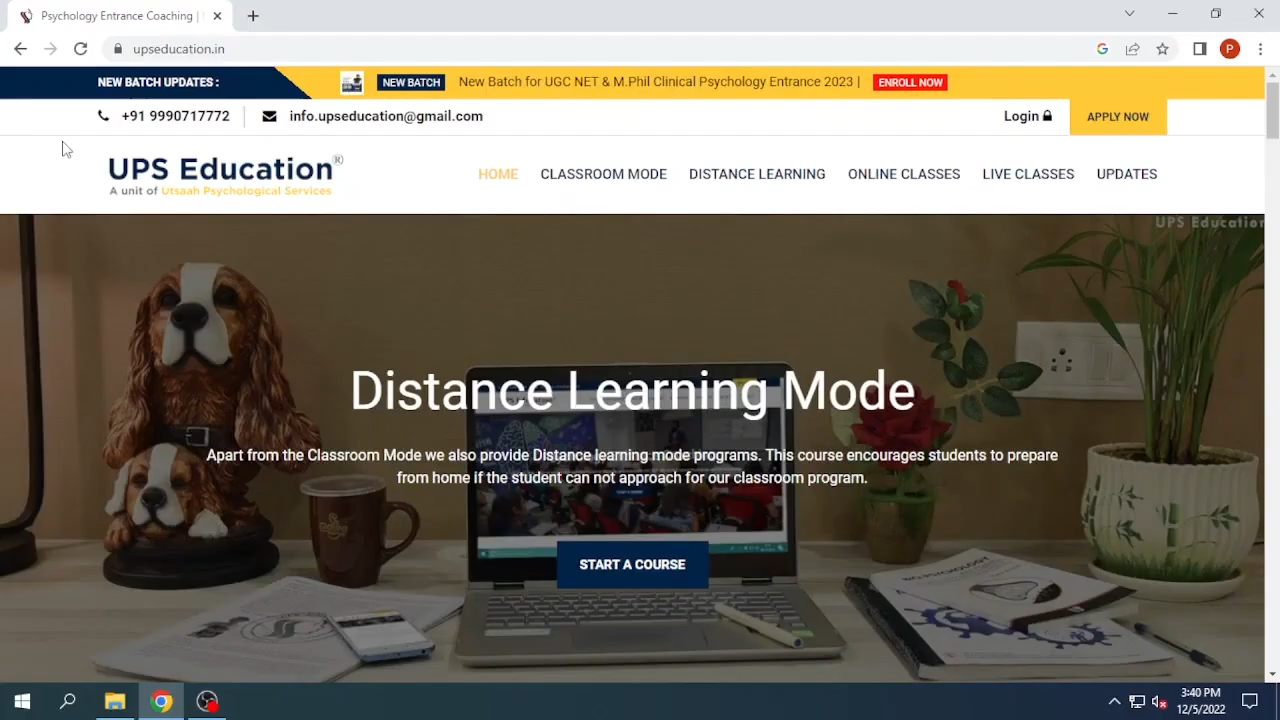 Psychology Entrance Coaching |
upseducation.in
P
NEW BATCH UPDATES :
NEW BATCH
New Batch for UGC NET & M.Phil Clinical Psychology Entrance 2023 |
ENROLL NOW
+91 9990717772
info.upseducation@gmail.com
Login
APPLY NOW
UPS Education®
A unit of Utsaah Psychological Services
HOME
CLASSROOM MODE
DISTANCE LEARNING
ONLINE CLASSES
LIVE CLASSES
UPDATES
UPS Education
Distance Learning Mode
Apart from the Classroom Mode we also provide Distance learning mode programs. This course encourages students to prepare
from home if the student can not approach for our classroom program.
START A COURSE
3:40 PM
12/5/2022